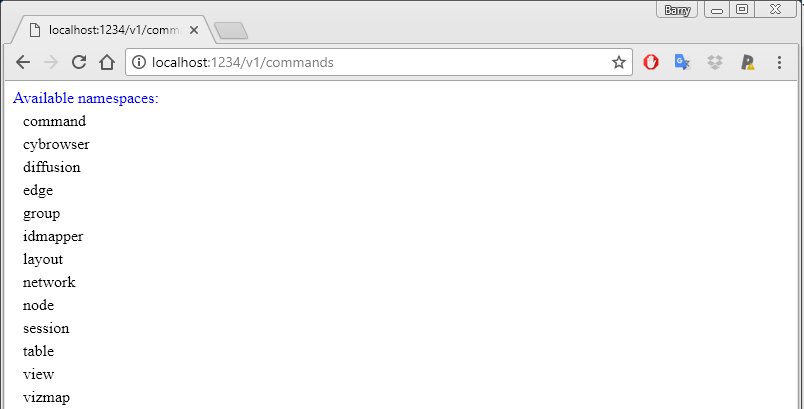 Barry
localhost:1234/v1/comm
localhost:1234/v1/commands
Available namespaces:
command
cybrowser
diffusion
edge
group
idmapper
layout
network
node
session
table
view
vizmap